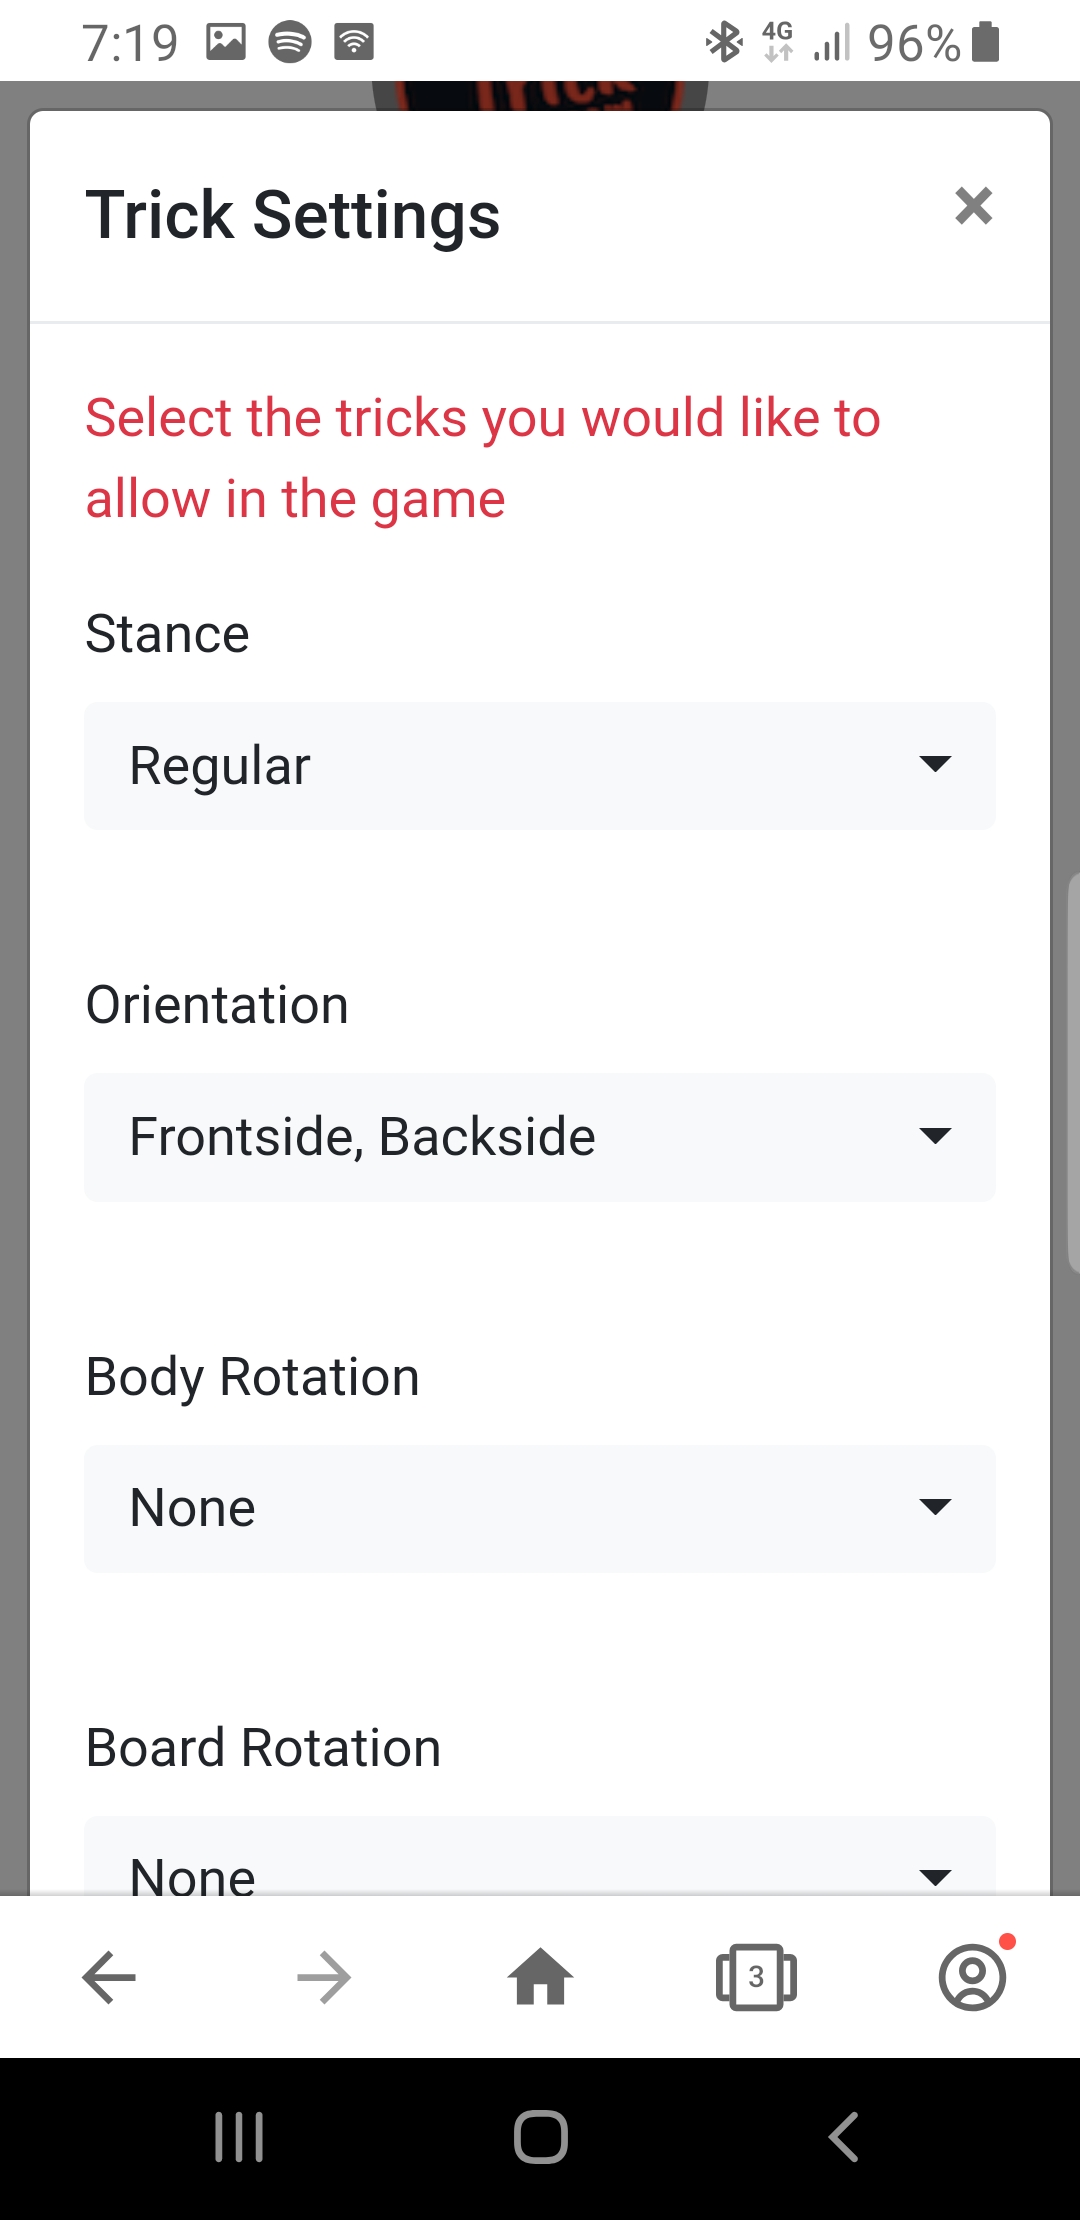 7:19
4G
96%
Trick
Trick Settings
×
Select the tricks you would like to
allow in the game
Stance
Regular
Orientation
Frontside, Backside
Body Rotation
None
Board Rotation
None
3